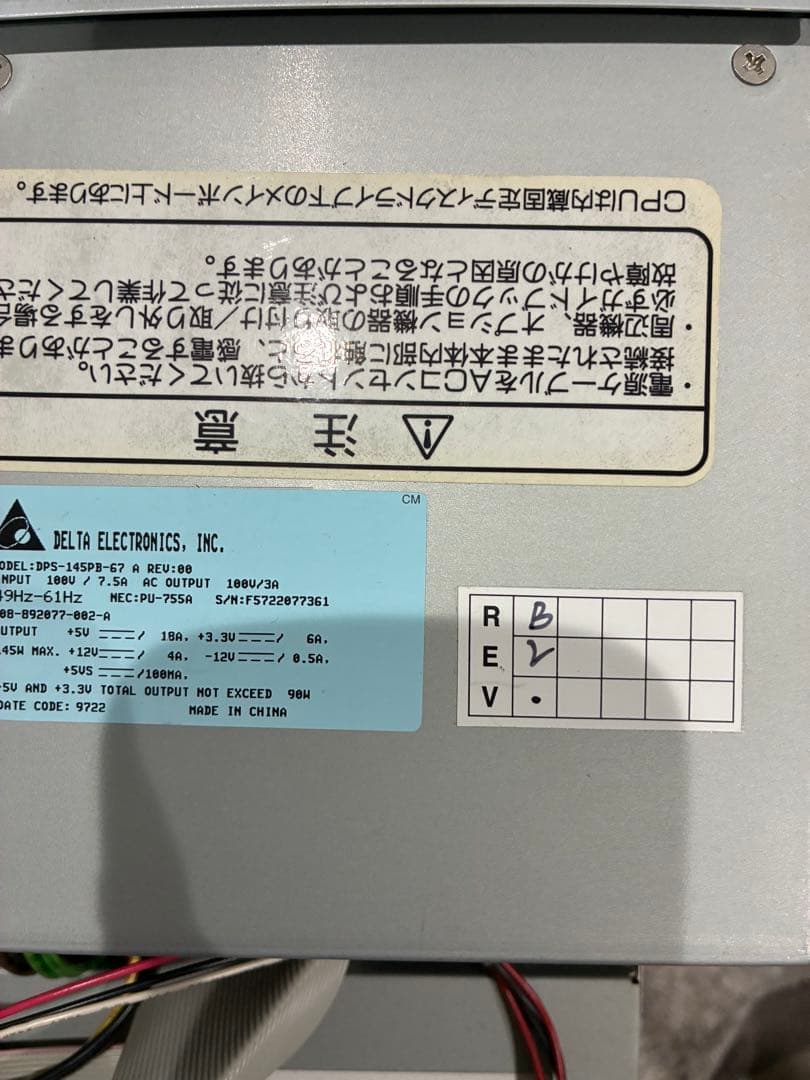 CPUは内蔵固定ディスクドライブ下のメインボード上にあります。
注 意
・電源ケーブルをACコンセントから抜いてください。
接続されたまま本体内部に触れると、感電することがありま
・周辺機器、オプション機器の取り付け/取り外しをする場合
必ずガイドブックの手順および注意に従って作業してくださ
故障やけがの原因となることがあります。
CM
DELTA ELECTRONICS, INC.
ODEL:DPS-145PB-67 A REV:00
NPUT 100V / 7.5A AC OUTPUT 100V/3A
49Hz-61Hz NEC:PU-755A S/N:F5722077361
08-892077-002-A
UTPUT +5V / 18A, +3.3V / 6A,
45W MAX. +12V / 4A, -12V / 0.5A,
+5VS /100MA,
+5V AND +3.3V TOTAL OUTPUT NOT EXCEED 90W
DATE CODE: 9722 MADE IN CHINA
R B
E 2
V •